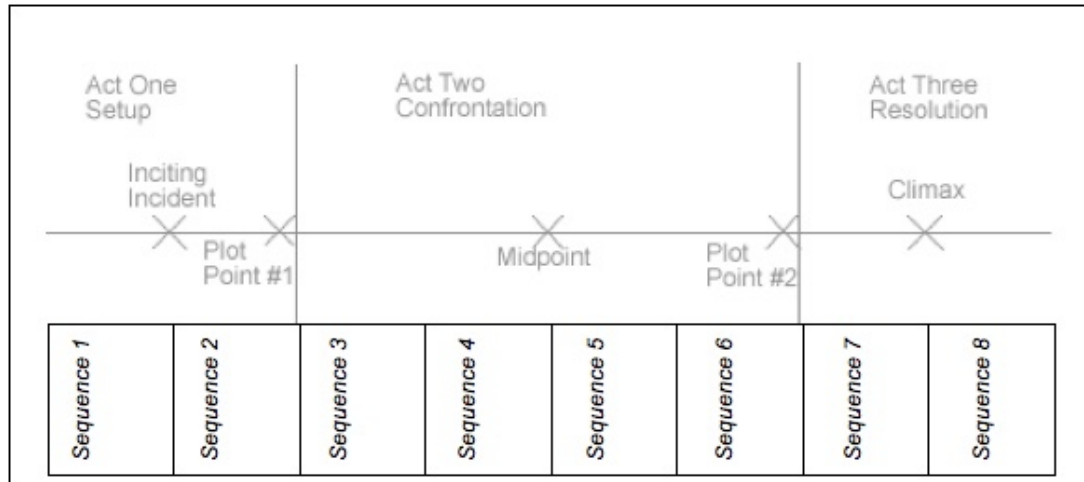 Act One
Setup
Act Two
Confrontation
Act Three
Resolution
Inciting
Incident
Climax
Plot
Point #1
Midpoint
Plot
Point #2
Sequence 1
Sequence 2
Sequence 3
Sequence 4
Sequence 5
Sequence 6
Sequence 7
Sequence 8